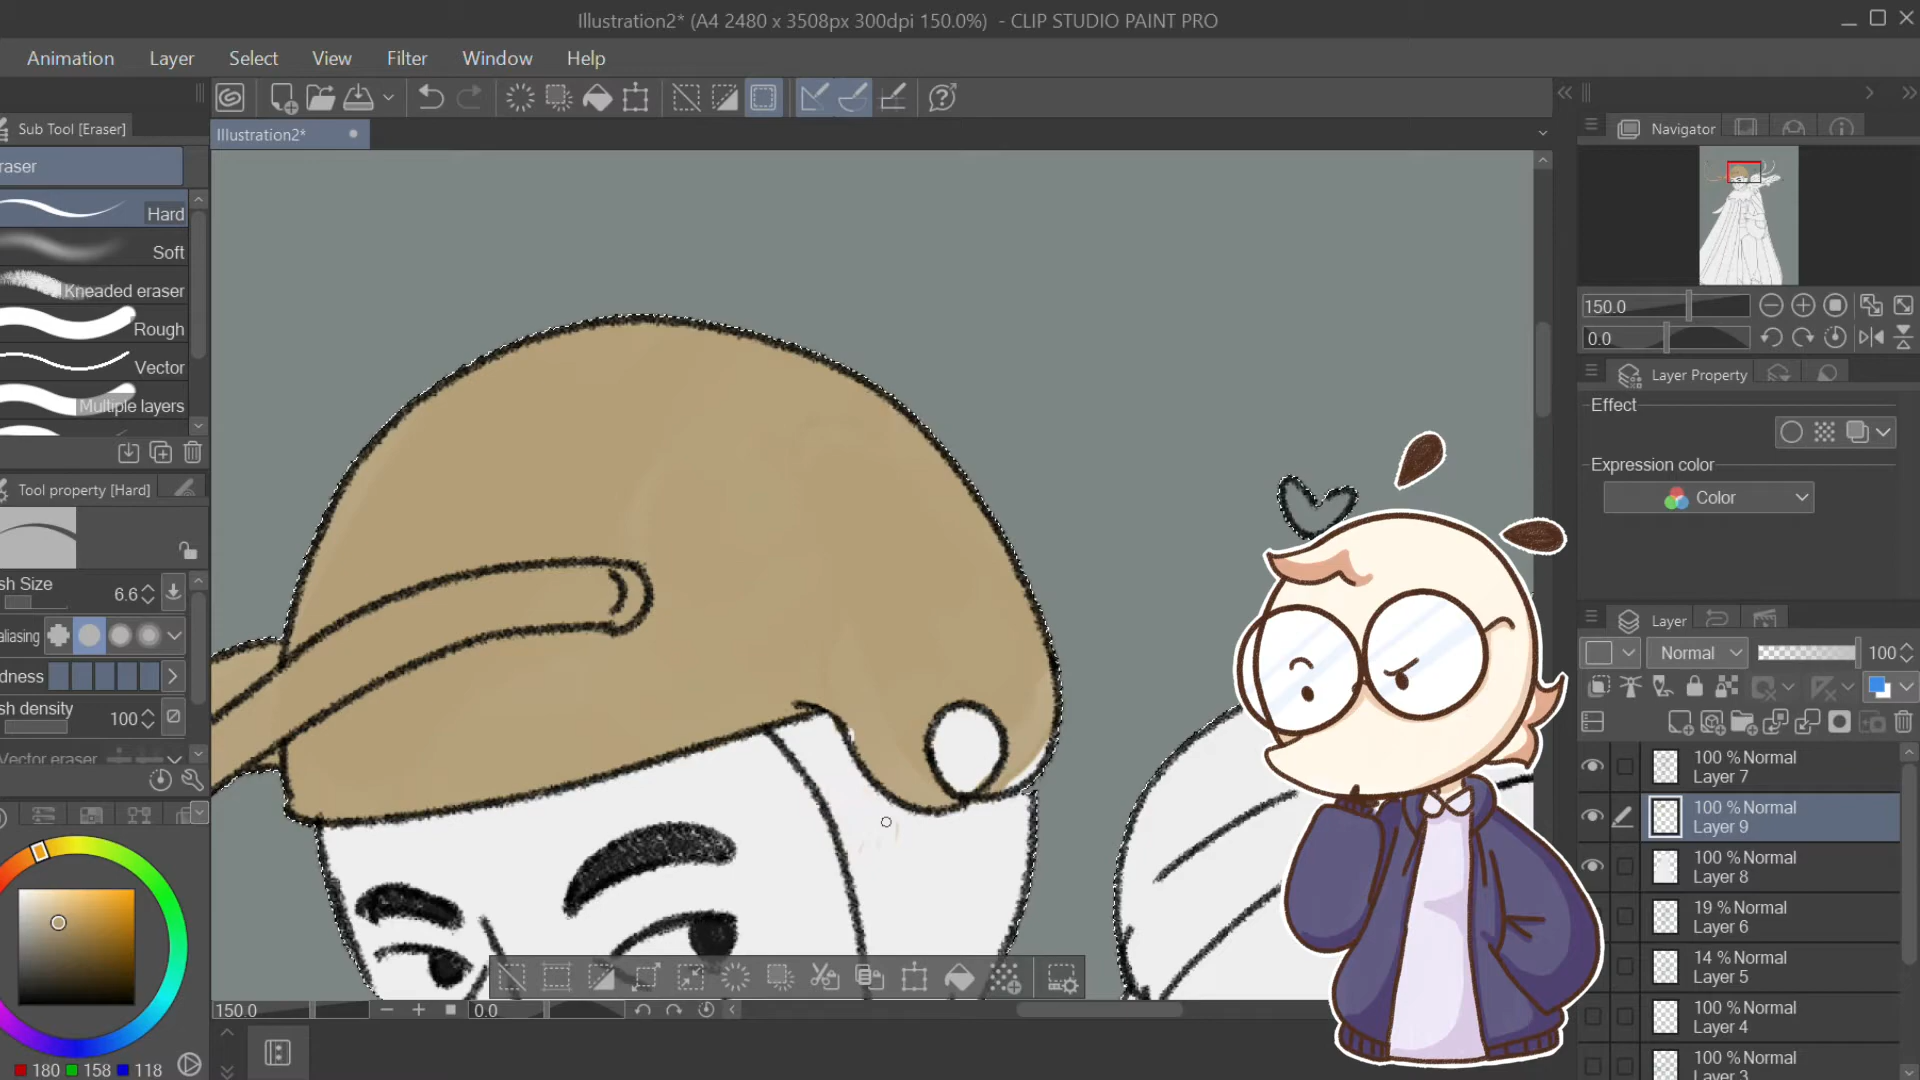 Illustration2* (A4 2480 x 3508px 300dpi 150.0%) - CLIP STUDIO PAINT PRO
Animation Layer Select View Filter Help Window
Sub Tool [Eraser]
Illustration2*
Navigator
raser
Hard
Soft
Kneaded eraser
Rough
Vector
Multiple layers
150.0
0.0
Layer Property
Effect
Expression color
Color
Tool property [Hard]
sh Size 6.6
aliasing
dness
sh density 100
Vector eraser
Layer
Normal 100
100 % Normal
Layer 7
100 % Normal
Layer 9
100 % Normal
Layer 8
19 % Normal
Layer 6
14 % Normal
Layer 5
100 % Normal
Layer 4
100 % Normal
Layer 3
150.0 0.0
180 158 118